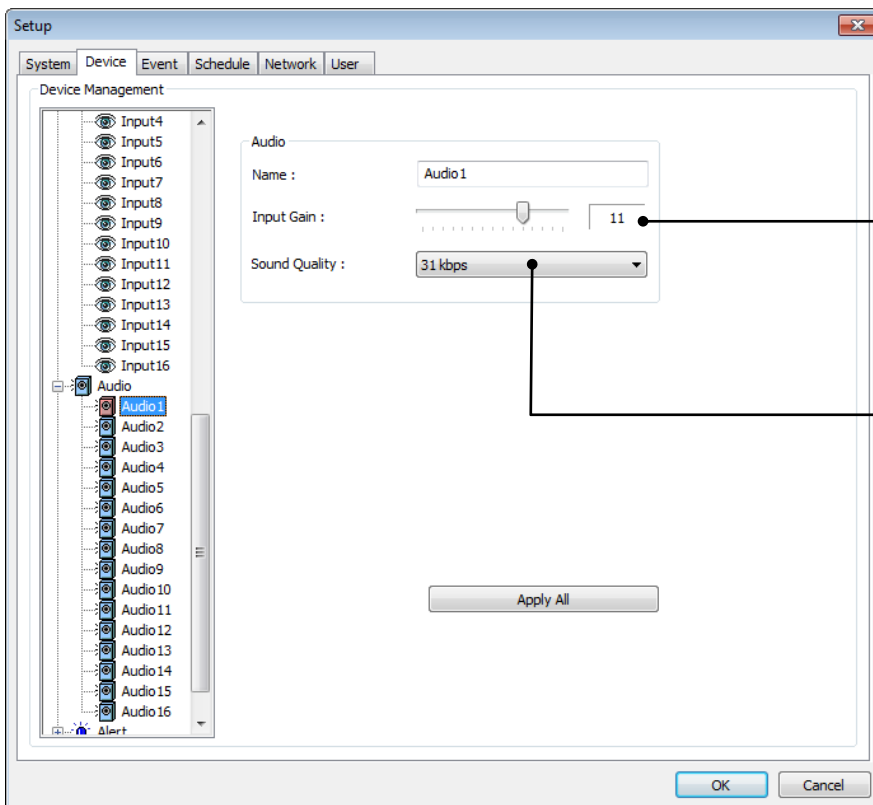 Setup
System Device Event Schedule Network User
Device Management
Input4
Input5
Input6
Input7
Input8
Input9
Input10
Input11
Input12
Input13
Input14
Input15
Input16
Audio
Audio1
Audio2
Audio3
Audio4
Audio5
Audio6
Audio7
Audio8
Audio9
Audio10
Audio11
Audio12
Audio13
Audio14
Audio15
Audio16
Alert
Audio
Name : Audio1
Input Gain : 11
Sound Quality : 31 kbps
Apply All
OK Cancel